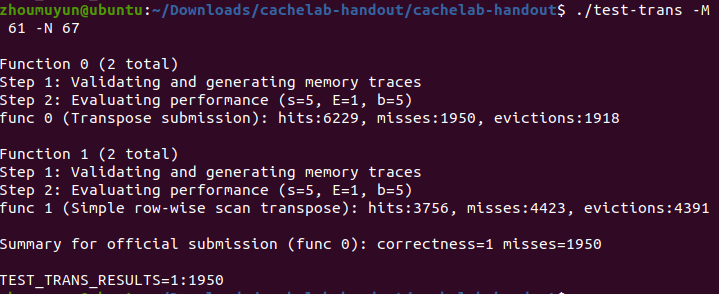 zhoumuyun@ubuntu:~/Downloads/cachelab-handout/cachelab-handout$ ./test-trans -M
 61 -N 67
Function 0 (2 total)
Step 1: Validating and generating memory traces
Step 2: Evaluating performance (s=5, E=1, b=5)
func 0 (Transpose submission): hits:6229, misses:1950, evictions:1918
Function 1 (2 total)
Step 1: Validating and generating memory traces
Step 2: Evaluating performance (s=5, E=1, b=5)
func 1 (Simple row-wise scan transpose): hits:3756, misses:4423, evictions:4391
Summary for official submission (func 0): correctness=1 misses=1950
TEST_TRANS_RESULTS=1:1950